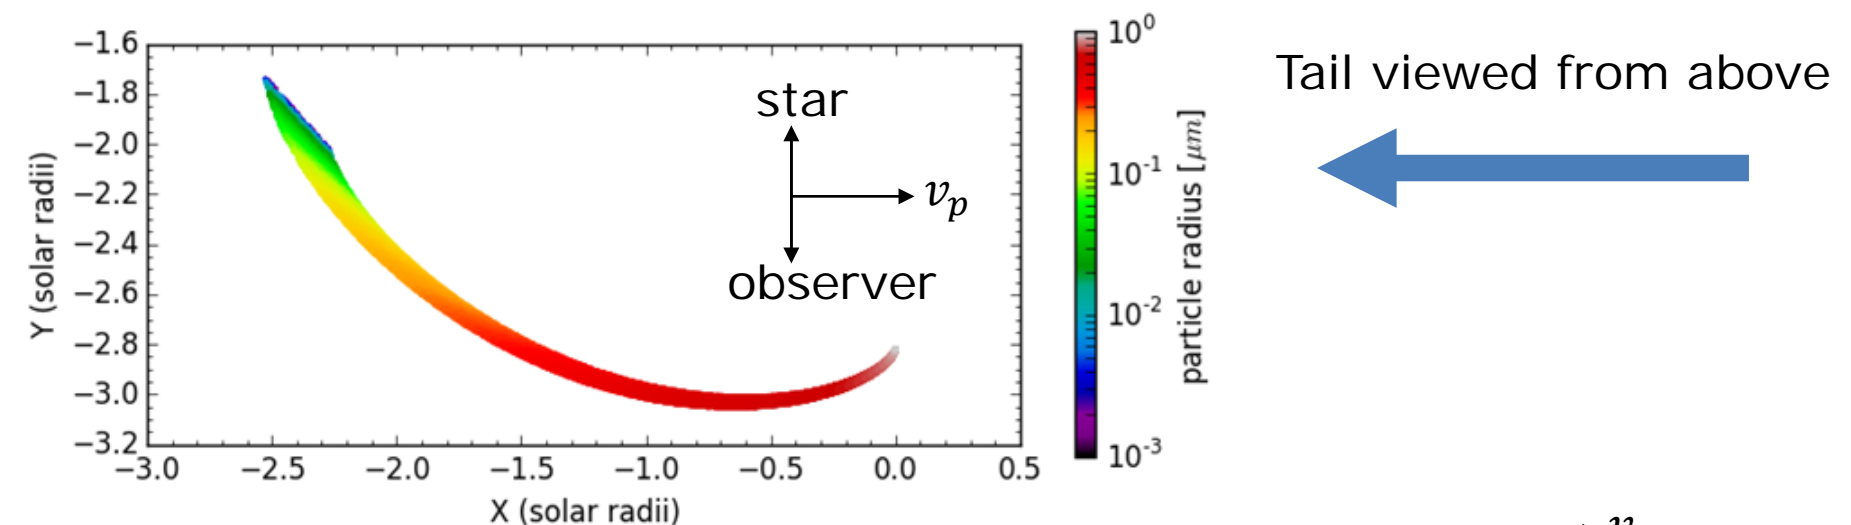 −1.6
−1.8
−2.0
−2.2
−2.4
−2.6
−2.8
−3.0
−3.2
Y (solar radii)
−3.0 −2.5 −2.0 −1.5 −1.0 −0.5 0.0 0.5
X (solar radii)
star
v_p
observer
10^0
10^-1
10^-2
10^-3
particle radius [μm]
Tail viewed from above